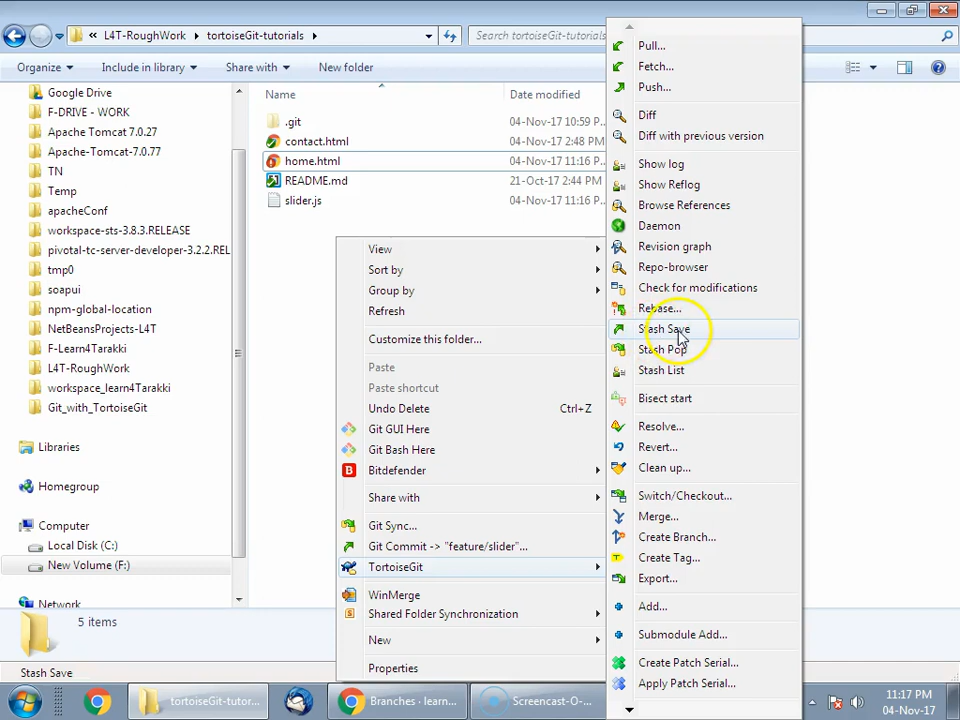 « L4T-RoughWork ▸ tortoiseGit-tutorials ▸
Search tortoiseGit-tutorials
Organize
Include in library
Share with
New folder
Google Drive
F-DRIVE - WORK
Apache Tomcat 7.0.27
Apache-Tomcat-7.0.77
TN
Temp
apacheConf
workspace-sts-3.8.3.RELEASE
pivotal-tc-server-developer-3.2.2.REL
tmp0
soapui
npm-global-location
NetBeansProjects-L4T
F-Learn4Tarakki
L4T-RoughWork
workspace_learn4tarakki
Git_with_TortoiseGit
Libraries
Homegroup
Computer
Local Disk (C:)
New Volume (F:)
Network
Name
Date modified
.git
04-Nov-17 10:59 P..
contact.html
04-Nov-17 2:48 PM
home.html
04-Nov-17 11:16 P..
README.md
21-Oct-17 2:44 PM
slider.js
04-Nov-17 11:16 P..
View
Sort by
Group by
Refresh
Customize this folder...
Paste
Paste shortcut
Undo Delete Ctrl+Z
Git GUI Here
Git Bash Here
Bitdefender
Share with
Git Sync...
Git Commit -> "feature/slider"...
TortoiseGit
WinMerge
Shared Folder Synchronization
New
Properties
Pull...
Fetch...
Push...
Diff
Diff with previous version
Show log
Show Reflog
Browse References
Daemon
Revision graph
Repo-browser
Check for modifications
Rebase...
Stash Save
Stash Pop
Stash List
Bisect start
Resolve...
Revert...
Clean up...
Switch/Checkout...
Merge...
Create Branch...
Create Tag...
Export...
Add...
Submodule Add...
Create Patch Serial...
Apply Patch Serial...
5 items
Stash Save
tortoiseGit-tutor...
Branches - learn...
Screencast-O-...
11:17 PM
04-Nov-17